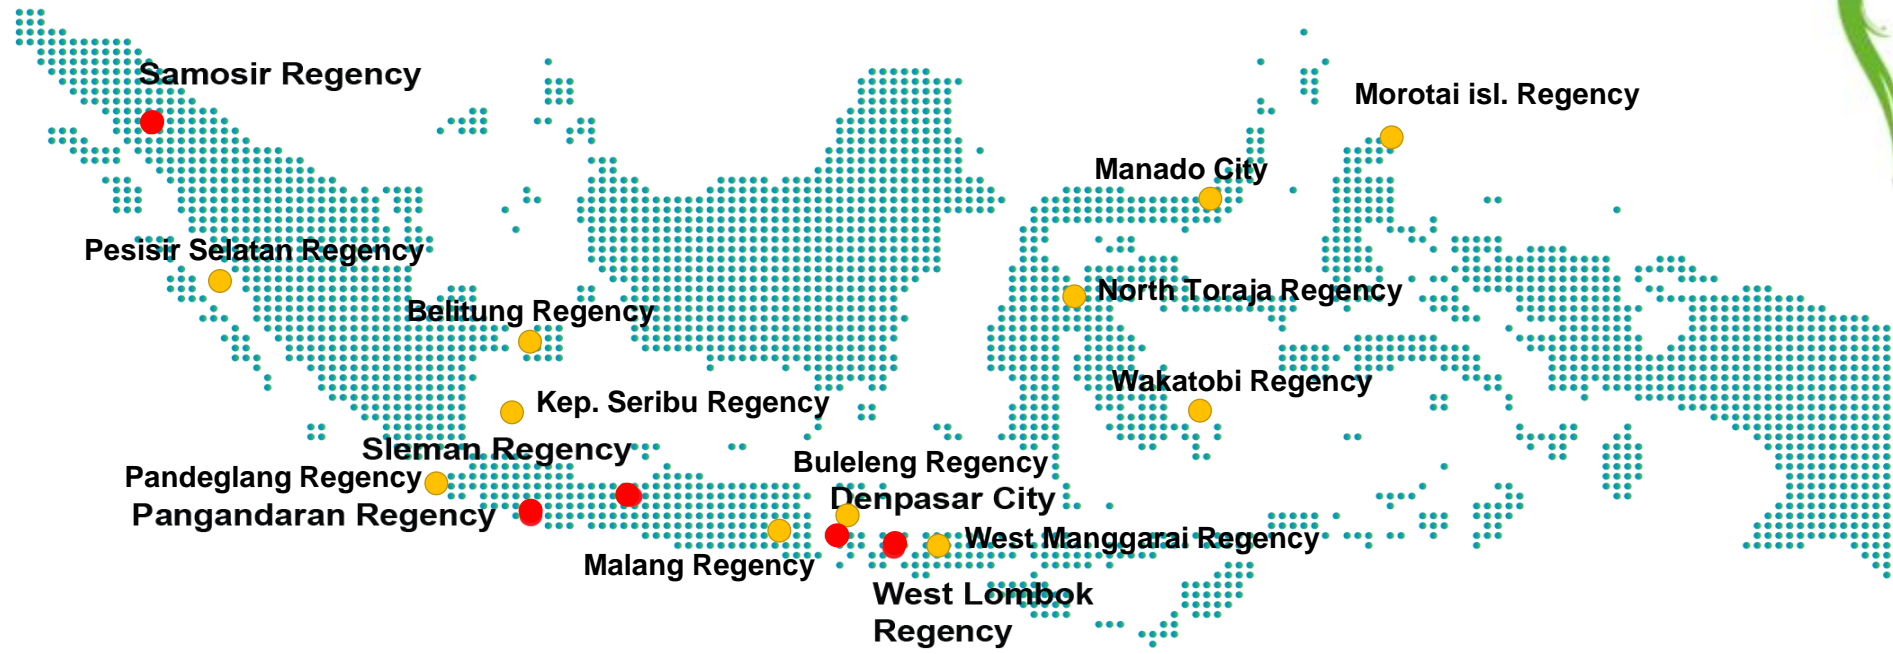 Samosir Regency
Morotai isl. Regency
Manado City
Pesisir Selatan Regency
North Toraja Regency
Belitung Regency
Wakatobi Regency
Kep. Seribu Regency
Sleman Regency
Buleleng Regency
Pandeglang Regency
Denpasar City
Pangandaran Regency
West Manggarai Regency
Malang Regency
West Lombok
Regency